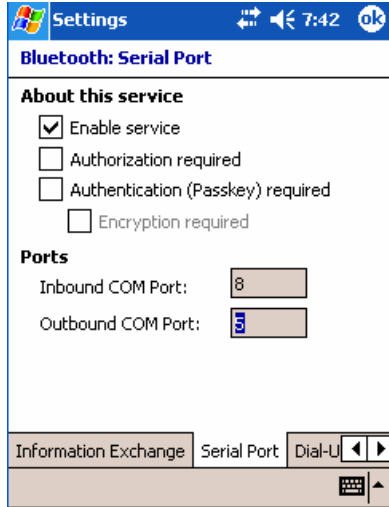 Settings 7:42 ok
Bluetooth: Serial Port
About this service
Enable service
Authorization required
Authentication (Passkey) required
Encryption required
Ports
Inbound COM Port: 8
Outbound COM Port: 5
Information Exchange Serial Port Dial-U